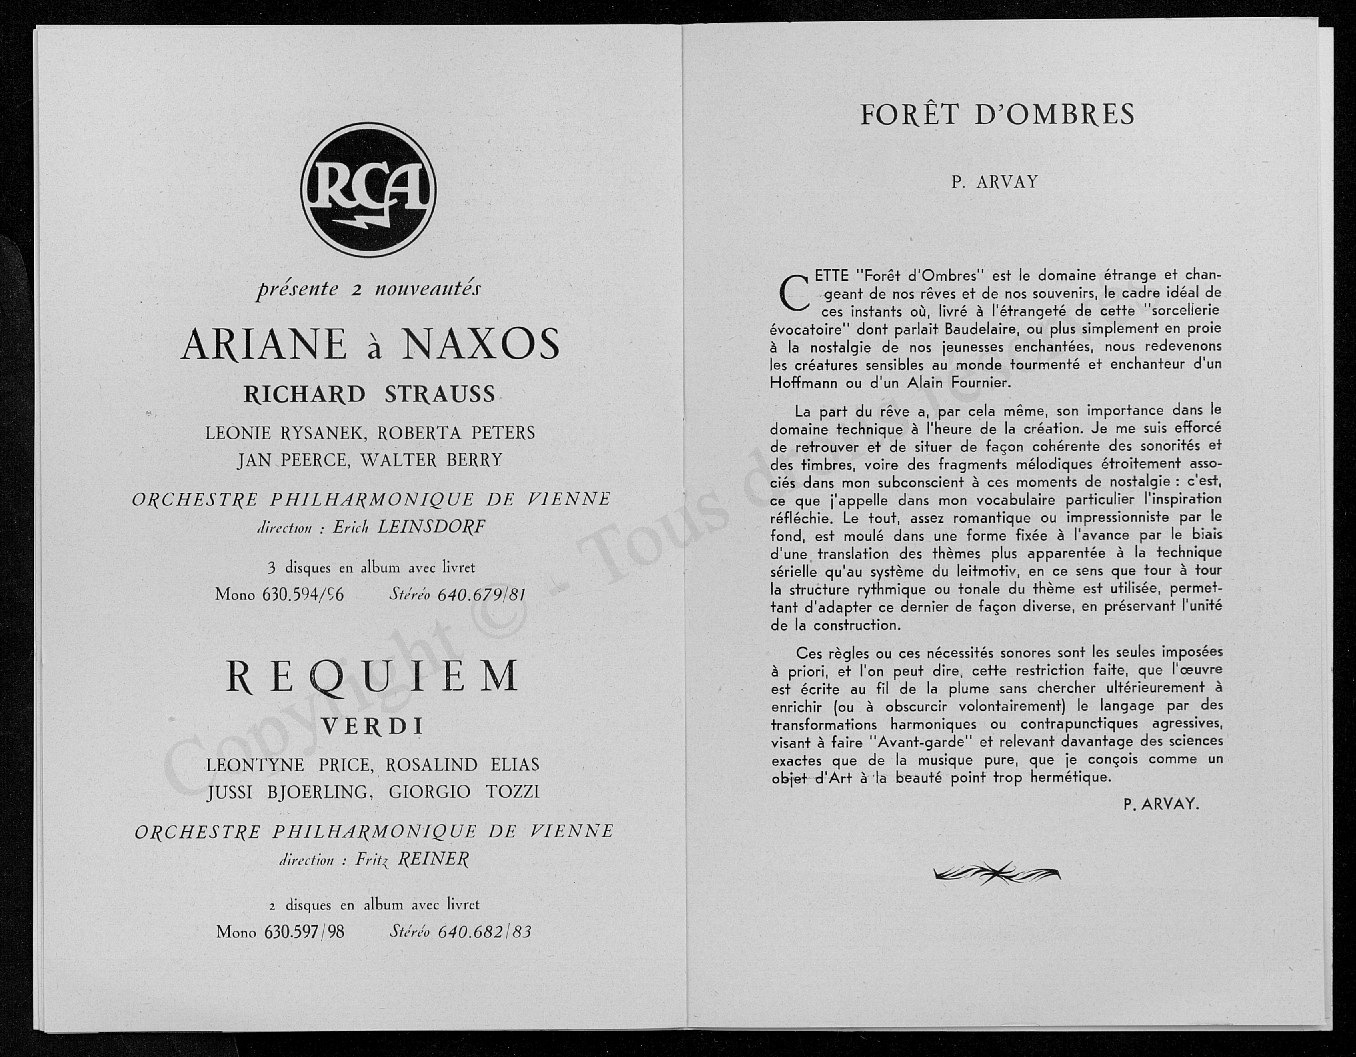 RCA
présente 2 nouveautés
ARIANE à NAXOS
RICHARD STRAUSS
LEONIE RYSANEK, ROBERTA PETERS
JAN PEERCE, WALTER BERRY
ORCHESTRE PHILHARMONIQUE DE VIENNE
direction : Erich LEINSDORF
3 disques en album avec livret
Mono 630.594/96 Stéréo 640.679/81
REQUIEM
VERDI
LEONTYNE PRICE, ROSALIND ELIAS
JUSSI BJOERLING, GIORGIO TOZZI
ORCHESTRE PHILHARMONIQUE DE VIENNE
direction : Fritz REINER
2 disques en album avec livret
Mono 630.597/98 Stéréo 640.682/83
FORÊT D'OMBRES
P. ARVAY
CETTE "Forêt d'Ombres" est le domaine étrange et chan-
geant de nos rêves et de nos souvenirs, le cadre idéal de
ces instants où, livré à l'étrangeté de cette "sorcellerie
évocatoire" dont parlait Baudelaire, ou plus simplement en proie
à la nostalgie de nos jeunesses enchantées, nous redevenons
les créatures sensibles au monde tourmenté et enchanteur d'un
Hoffmann ou d'un Alain Fournier.
La part du rêve a, par cela même, son importance dans le
domaine technique à l'heure de la création. Je me suis efforcé
de retrouver et de situer de façon cohérente des sonorités et
des timbres, voire des fragments mélodiques étroitement asso-
ciés dans mon subconscient à ces moments de nostalgie : c'est,
ce que j'appelle dans mon vocabulaire particulier l'inspiration
réfléchie. Le tout, assez romantique ou impressionniste par le
fond, est moulé dans une forme fixée à l'avance par le biais
d'une translation des thèmes plus apparentée à la technique
sérielle qu'au système du leitmotiv, en ce sens que tour à tour
la structure rythmique ou tonale du thème est utilisée, permet-
tant d'adapter ce dernier de façon diverse, en préservant l'unité
de la construction.
Ces règles ou ces nécessités sonores sont les seules imposées
à priori, et l'on peut dire, cette restriction faite, que l'œuvre
est écrite au fil de la plume sans chercher ultérieurement à
enrichir (ou à obscurcir volontairement) le langage par des
transformations harmoniques ou contrapunctiques agressives,
visant à faire "Avant-garde" et relevant davantage des sciences
exactes que de la musique pure, que je conçois comme un
objet d'Art à la beauté point trop hermétique.
P. ARVAY.
Copyright © - Tous droits réservés